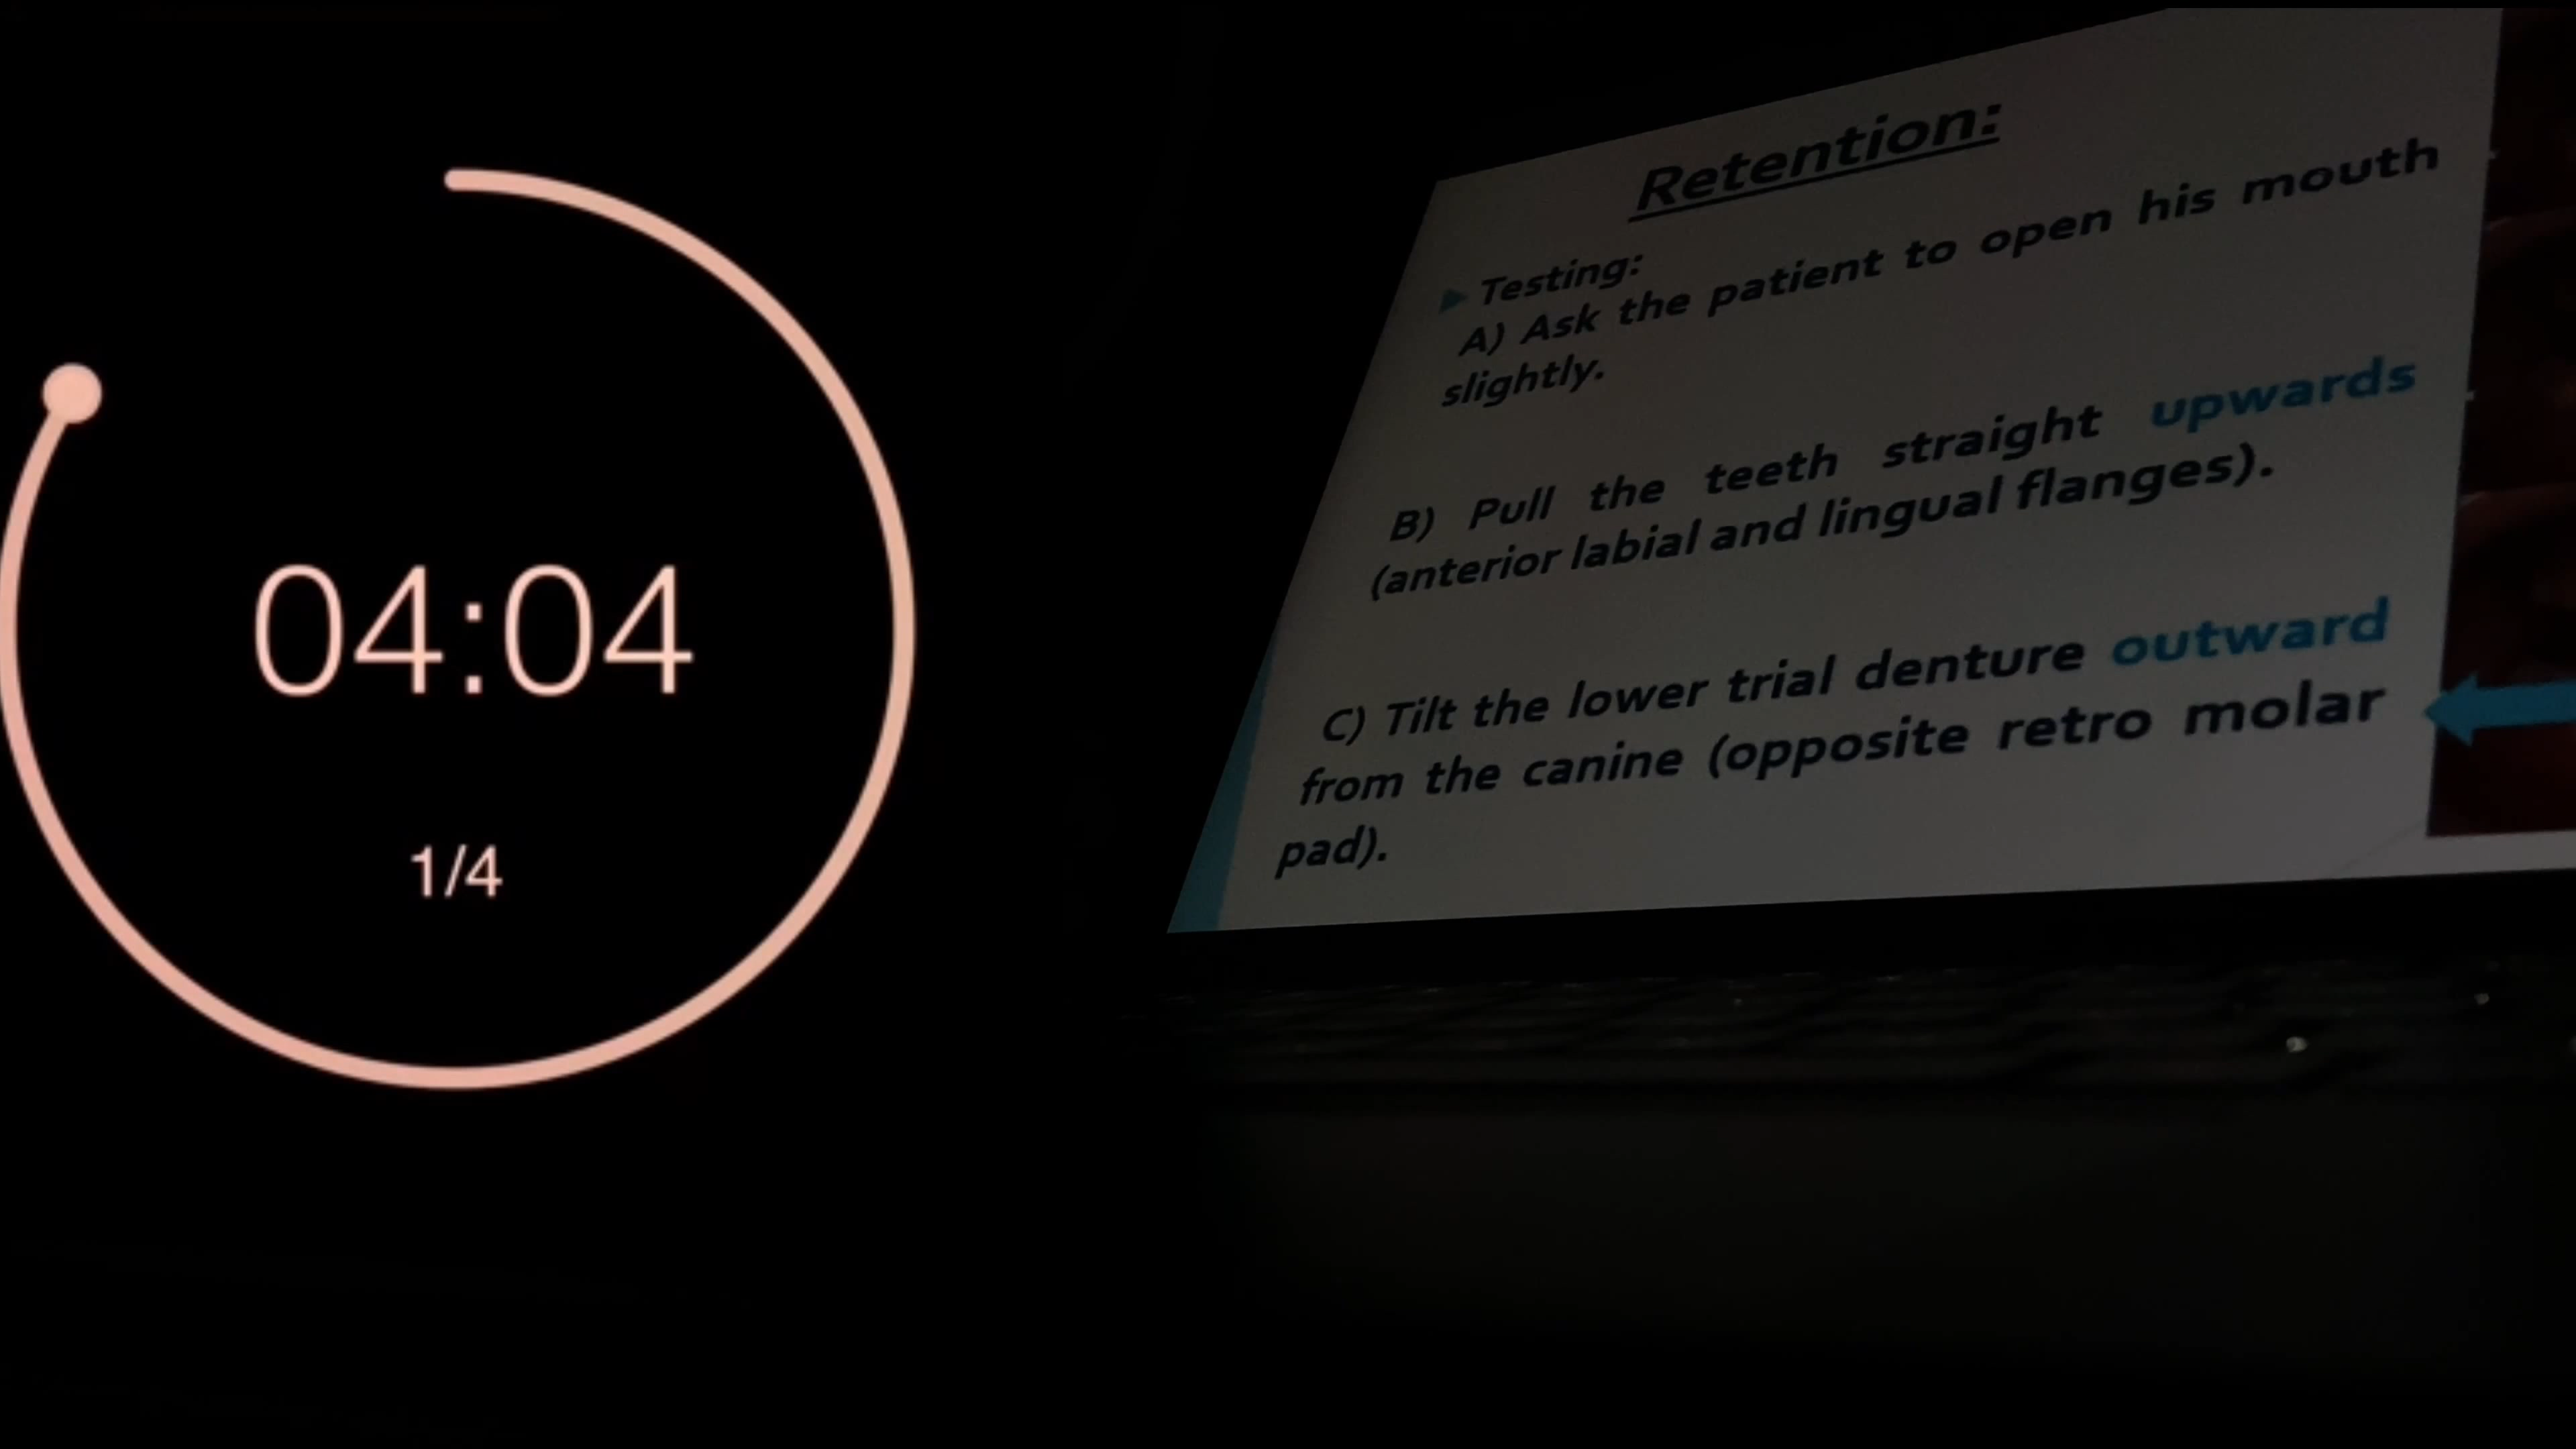 04:04
1/4
Retention:
Testing:
A) Ask the patient to open his mouth
slightly.
B) Pull the teeth straight upwards
(anterior labial and lingual flanges).
C) Tilt the lower trial denture outward
from the canine (opposite retro molar
pad).